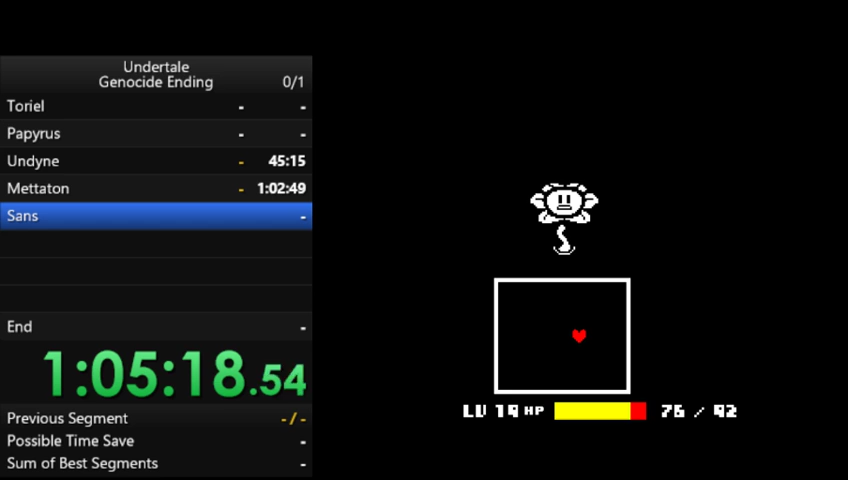 Undertale
Genocide Ending 0/1
Toriel - -
Papyrus - -
Undyne - 45:15
Mettaton - 1:02:49
Sans -
End -
1:05:18.54
Previous Segment - / -
Possible Time Save -
Sum of Best Segments -
LV 19 HP 76 / 92